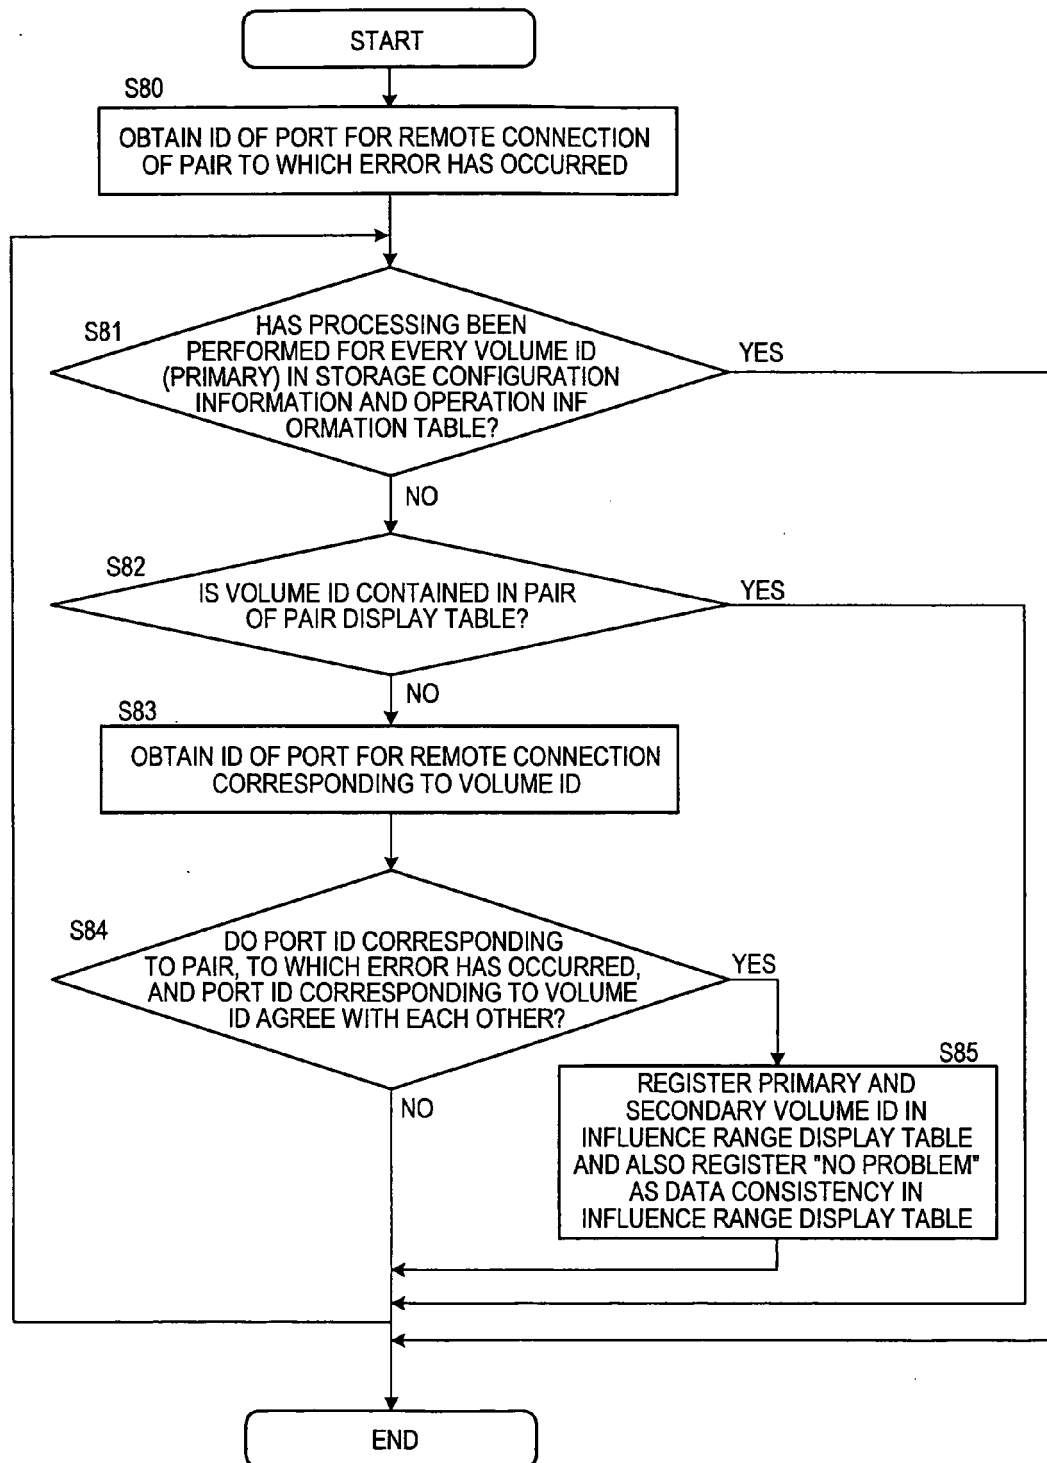 START
S80
OBTAIN ID OF PORT FOR REMOTE CONNECTION
OF PAIR TO WHICH ERROR HAS OCCURRED
S81
HAS PROCESSING BEEN
PERFORMED FOR EVERY VOLUME ID
(PRIMARY) IN STORAGE CONFIGURATION
INFORMATION AND OPERATION INF
ORMATION TABLE?
YES
NO
S82
IS VOLUME ID CONTAINED IN PAIR
OF PAIR DISPLAY TABLE?
YES
NO
S83
OBTAIN ID OF PORT FOR REMOTE CONNECTION
CORRESPONDING TO VOLUME ID
S84
DO PORT ID CORRESPONDING
TO PAIR, TO WHICH ERROR HAS OCCURRED,
AND PORT ID CORRESPONDING TO VOLUME
ID AGREE WITH EACH OTHER?
YES
NO
S85
REGISTER PRIMARY AND
SECONDARY VOLUME ID IN
INFLUENCE RANGE DISPLAY TABLE
AND ALSO REGISTER "NO PROBLEM"
AS DATA CONSISTENCY IN
INFLUENCE RANGE DISPLAY TABLE
END